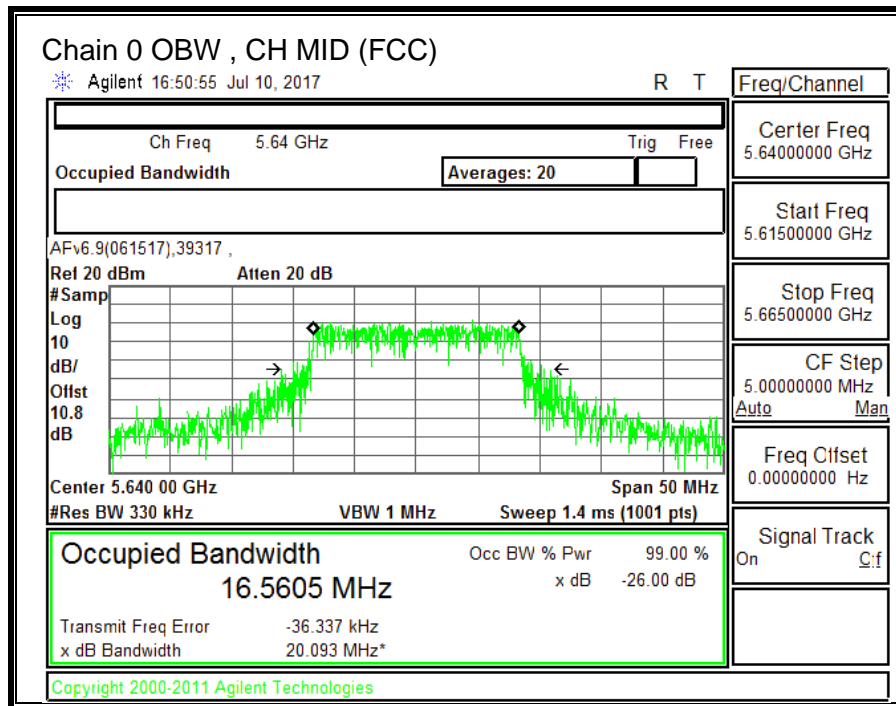 Chain 0 OBW , CH MID (FCC)
Agilent 16:50:55 Jul 10, 2017 R T
Freq/Channel
Ch Freq 5.64 GHz Trig Free
Occupied Bandwidth Averages: 20
Center Freq
5.64000000 GHz
Start Freq
5.61500000 GHz
Stop Freq
5.66500000 GHz
CF Step
5.00000000 MHz
Auto Man
Freq Offset
0.00000000 Hz
Signal Track
On Off
AFv6.9(061517),39317 ,
Ref 20 dBm Atten 20 dB
#Samp
Log
10
dB/
Offst
10.8
dB
Center 5.640 00 GHz Span 50 MHz
#Res BW 330 kHz VBW 1 MHz Sweep 1.4 ms (1001 pts)
Occupied Bandwidth Occ BW % Pwr 99.00 %
16.5605 MHz x dB -26.00 dB
Transmit Freq Error -36.337 kHz
x dB Bandwidth 20.093 MHz*
Copyright 2000-2011 Agilent Technologies